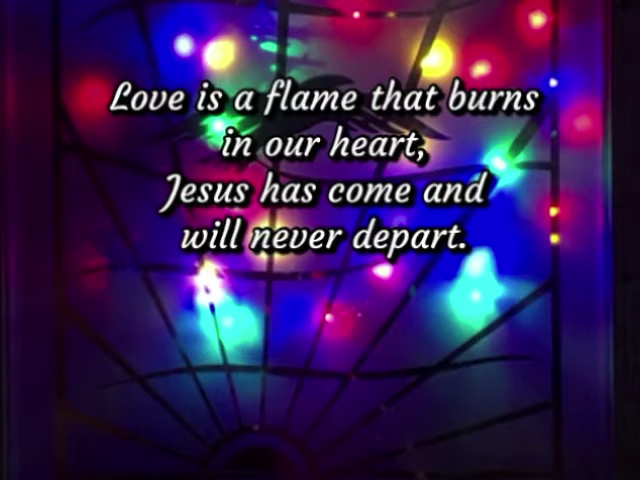 Love is a flame that burns
in our heart,
Jesus has come and
will never depart.